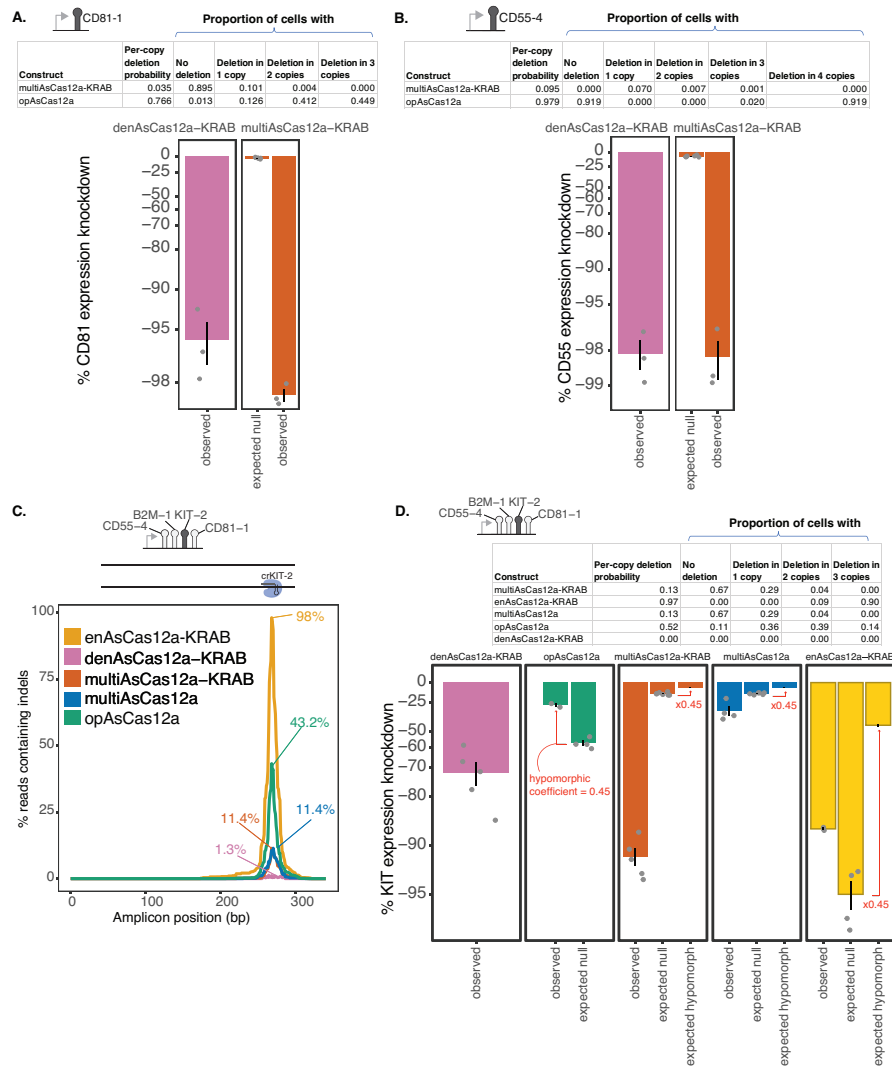 A.
CD81-1
Proportion of cells with
Construct Per-copy deletion probability No deletion Deletion in 1 copy Deletion in 2 copies Deletion in 3 copies
multiAsCas12a-KRAB 0.035 0.895 0.101 0.004 0.000
opAsCas12a 0.766 0.013 0.126 0.412 0.449
denAsCas12a-KRAB multiAsCas12a-KRAB
% CD81 expression knockdown
0
−25
−50
−60
−70
−80
−90
−95
−98
observed
expected null
observed
B.
CD55-4
Proportion of cells with
Construct Per-copy deletion probability No deletion Deletion in 1 copy Deletion in 2 copies Deletion in 3 copies Deletion in 4 copies
multiAsCas12a-KRAB 0.095 0.000 0.070 0.007 0.001 0.000
opAsCas12a 0.979 0.919 0.000 0.000 0.020 0.919
denAsCas12a-KRAB multiAsCas12a-KRAB
% CD55 expression knockdown
0
−25
−50
−60
−70
−80
−90
−95
−98
−99
observed
expected null
observed
C.
B2M−1 KIT−2
CD55−4
CD81−1
crKIT-2
% reads containing indels
100
75
50
25
0
enAsCas12a-KRAB
denAsCas12a−KRAB
multiAsCas12a−KRAB
multiAsCas12a
opAsCas12a
98%
43.2%
11.4%
11.4%
1.3%
0 100 200 300
Amplicon position (bp)
D.
B2M−1 KIT−2
CD55−4
CD81−1
Proportion of cells with
Construct Per-copy deletion probability No deletion Deletion in 1 copy Deletion in 2 copies Deletion in 3 copies
multiAsCas12a-KRAB 0.13 0.67 0.29 0.04 0.00
enAsCas12a-KRAB 0.97 0.00 0.00 0.09 0.90
multiAsCas12a 0.13 0.67 0.29 0.04 0.00
opAsCas12a 0.52 0.11 0.36 0.39 0.14
denAsCas12a-KRAB 0.00 0.00 0.00 0.00 0.00
denAsCas12a-KRAB opAsCas12a multiAsCas12a−KRAB multiAsCas12a enAsCas12a−KRAB
% KIT expression knockdown
0
−25
−50
−60
−70
−80
−90
−95
hypomorphic
coefficient = 0.45
x0.45
x0.45
x0.45
observed
observed
expected null
observed
expected null
expected hypomorph
observed
expected null
expected hypomorph
observed
expected null
expected hypomorph